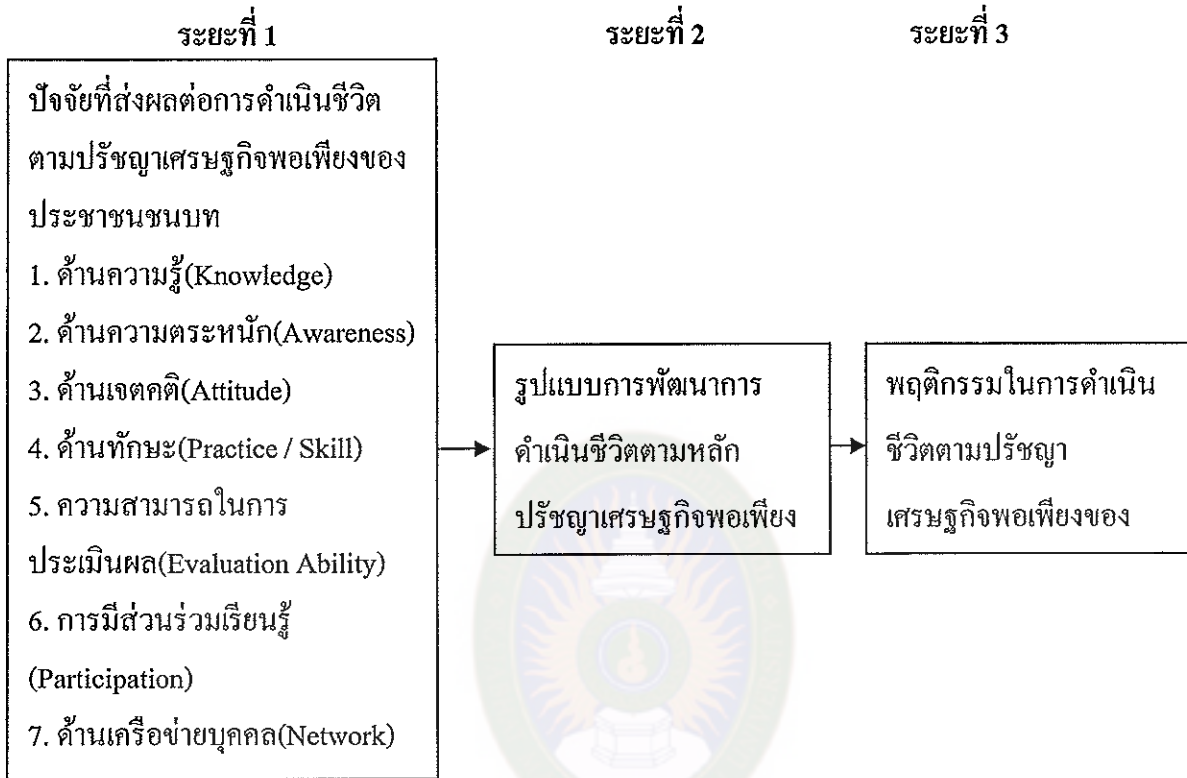 ระยะที่ 1 ระยะที่ 2 ระยะที่ 3
ปัจจัยที่ส่งผลต่อการดำเนินชีวิต
ตามปรัชญาเศรษฐกิจพอเพียงของ
ประชาชนชนบท
1. ด้านความรู้(Knowledge)
2. ด้านความตระหนัก(Awareness)
3. ด้านเจตคติ(Attitude)
4. ด้านทักษะ(Practice / Skill)
5. ความสามารถในการ
ประเมินผล(Evaluation Ability)
6. การมีส่วนร่วมเรียนรู้
(Participation)
7. ด้านเครือข่ายบุคคล(Network)
รูปแบบการพัฒนาการ
ดำเนินชีวิตตามหลัก
ปรัชญาเศรษฐกิจพอเพียง
พฤติกรรมในการดำเนิน
ชีวิตตามปรัชญา
เศรษฐกิจพอเพียงของ